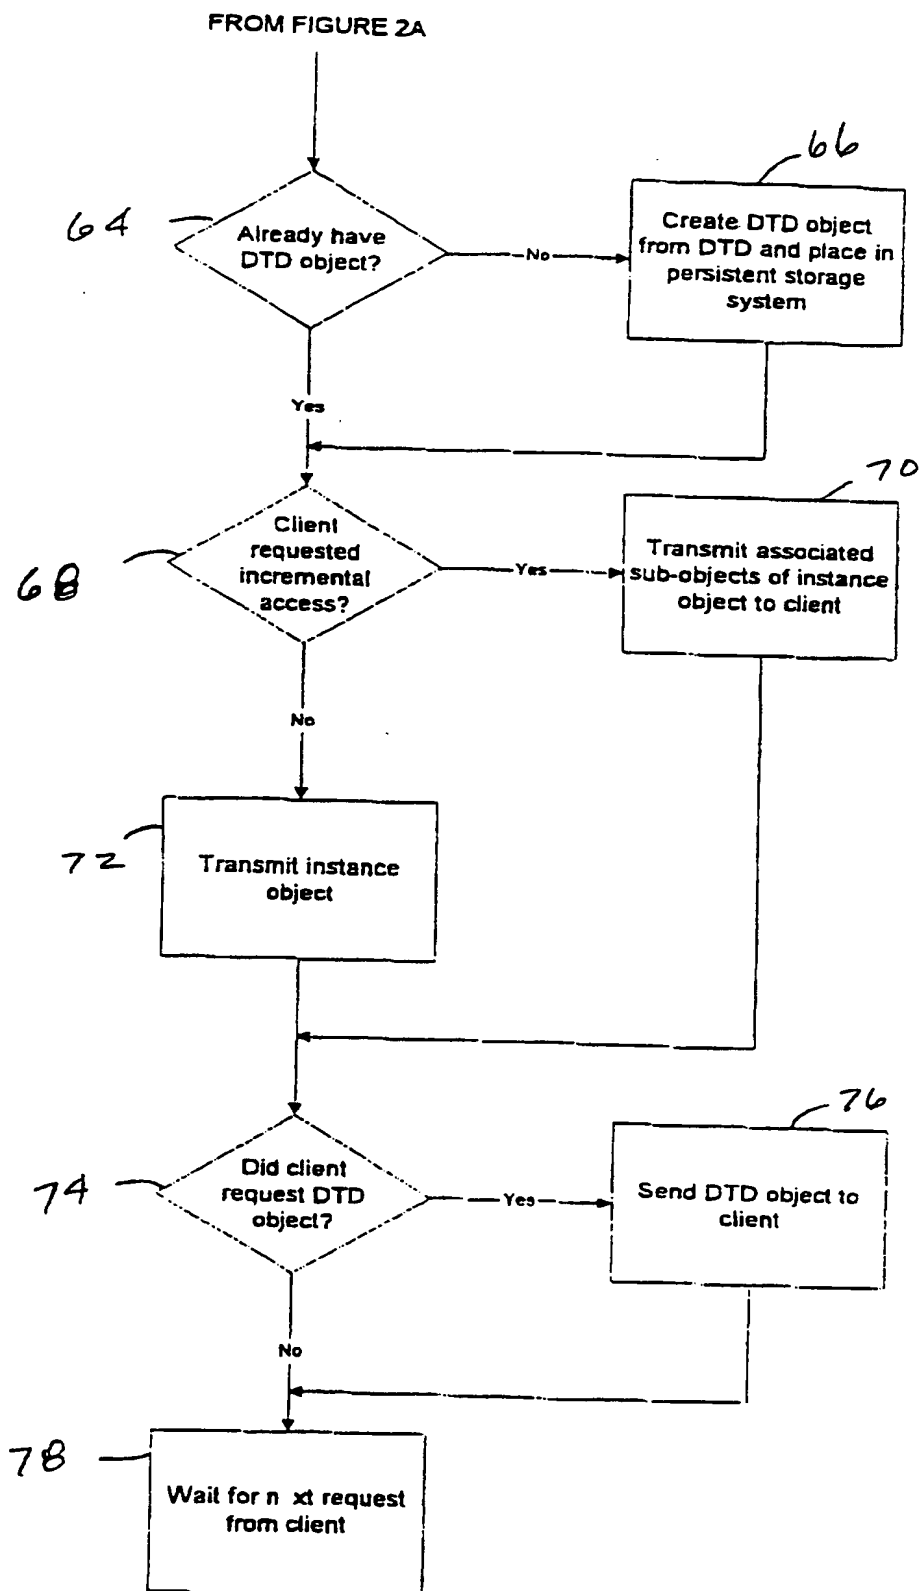 FROM FIGURE 2A
66
64
Already have
DTD object?
No
Create DTD object
from DTD and place in
persistent storage
system
Yes
70
68
Client
requested
incremental
access?
Yes
Transmit associated
sub-objects of instance
object to client
No
72
Transmit instance
object
76
74
Did client
request DTD
object?
Yes
Send DTD object to
client
No
78
Wait for n xt request
from client